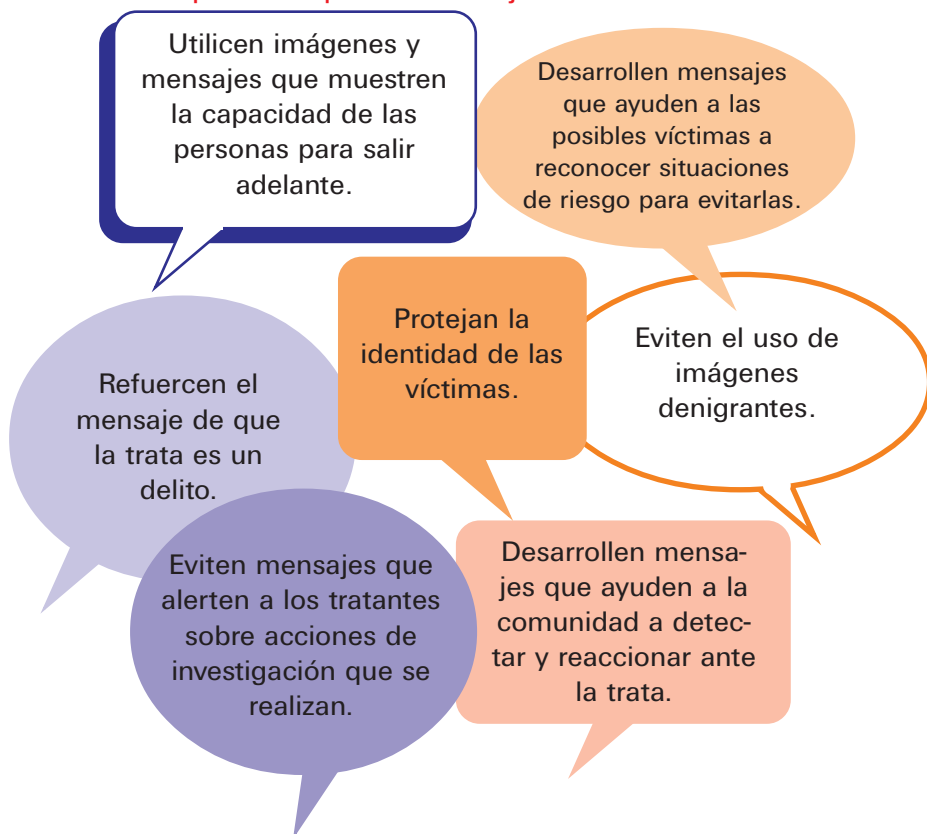 Utilicen imágenes y
mensajes que muestren
la capacidad de las
personas para salir
adelante.
Desarrollen mensajes
que ayuden a las
posibles víctimas a
reconocer situaciones
de riesgo para evitarlas.
Protejan la
identidad de las
víctimas.
Eviten el uso de
imágenes
denigrantes.
Refuercen el
mensaje de que
la trata es un
delito.
Eviten mensajes que
alerten a los tratantes
sobre acciones de
investigación que se
realizan.
Desarrollen mensa-
jes que ayuden a la
comunidad a detec-
tar y reaccionar ante
la trata.